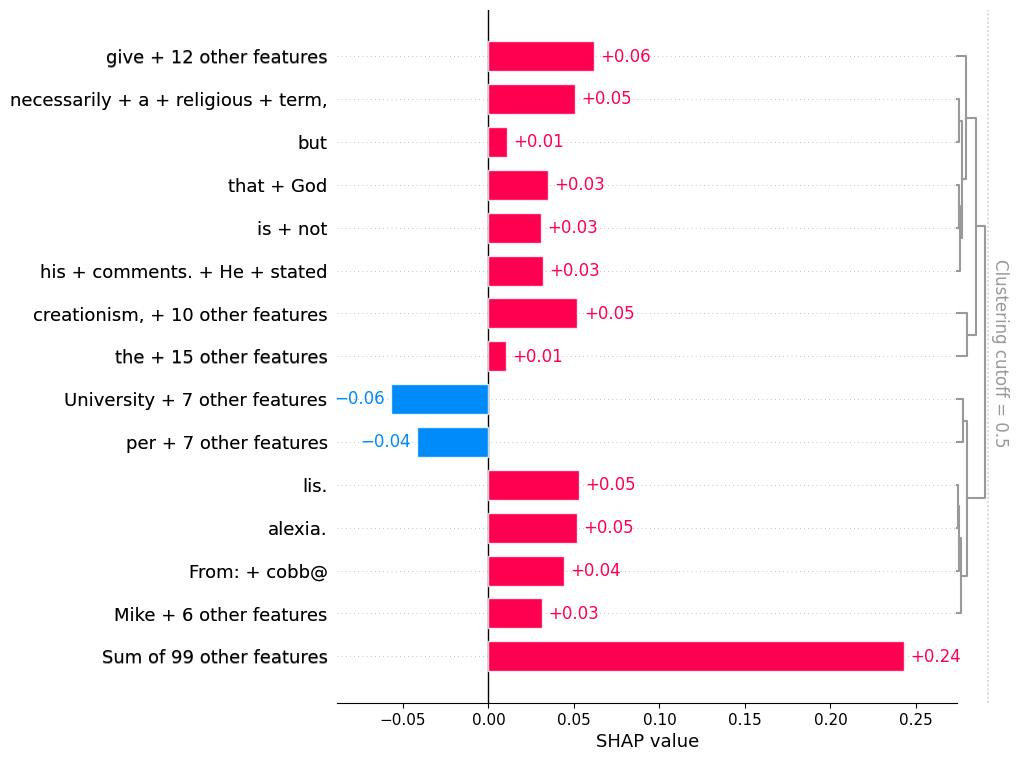 give + 12 other features +0.06
necessarily + a + religious + term, +0.05
but +0.01
that + God +0.03
is + not +0.03
his + comments. + He + stated +0.03
creationism, + 10 other features +0.05
the + 15 other features +0.01
University + 7 other features −0.06
per + 7 other features −0.04
lis. +0.05
alexia. +0.05
From: + cobb@ +0.04
Mike + 6 other features +0.03
Sum of 99 other features +0.24
−0.05 0.00 0.05 0.10 0.15 0.20 0.25
SHAP value
Clustering cutoff = 0.5